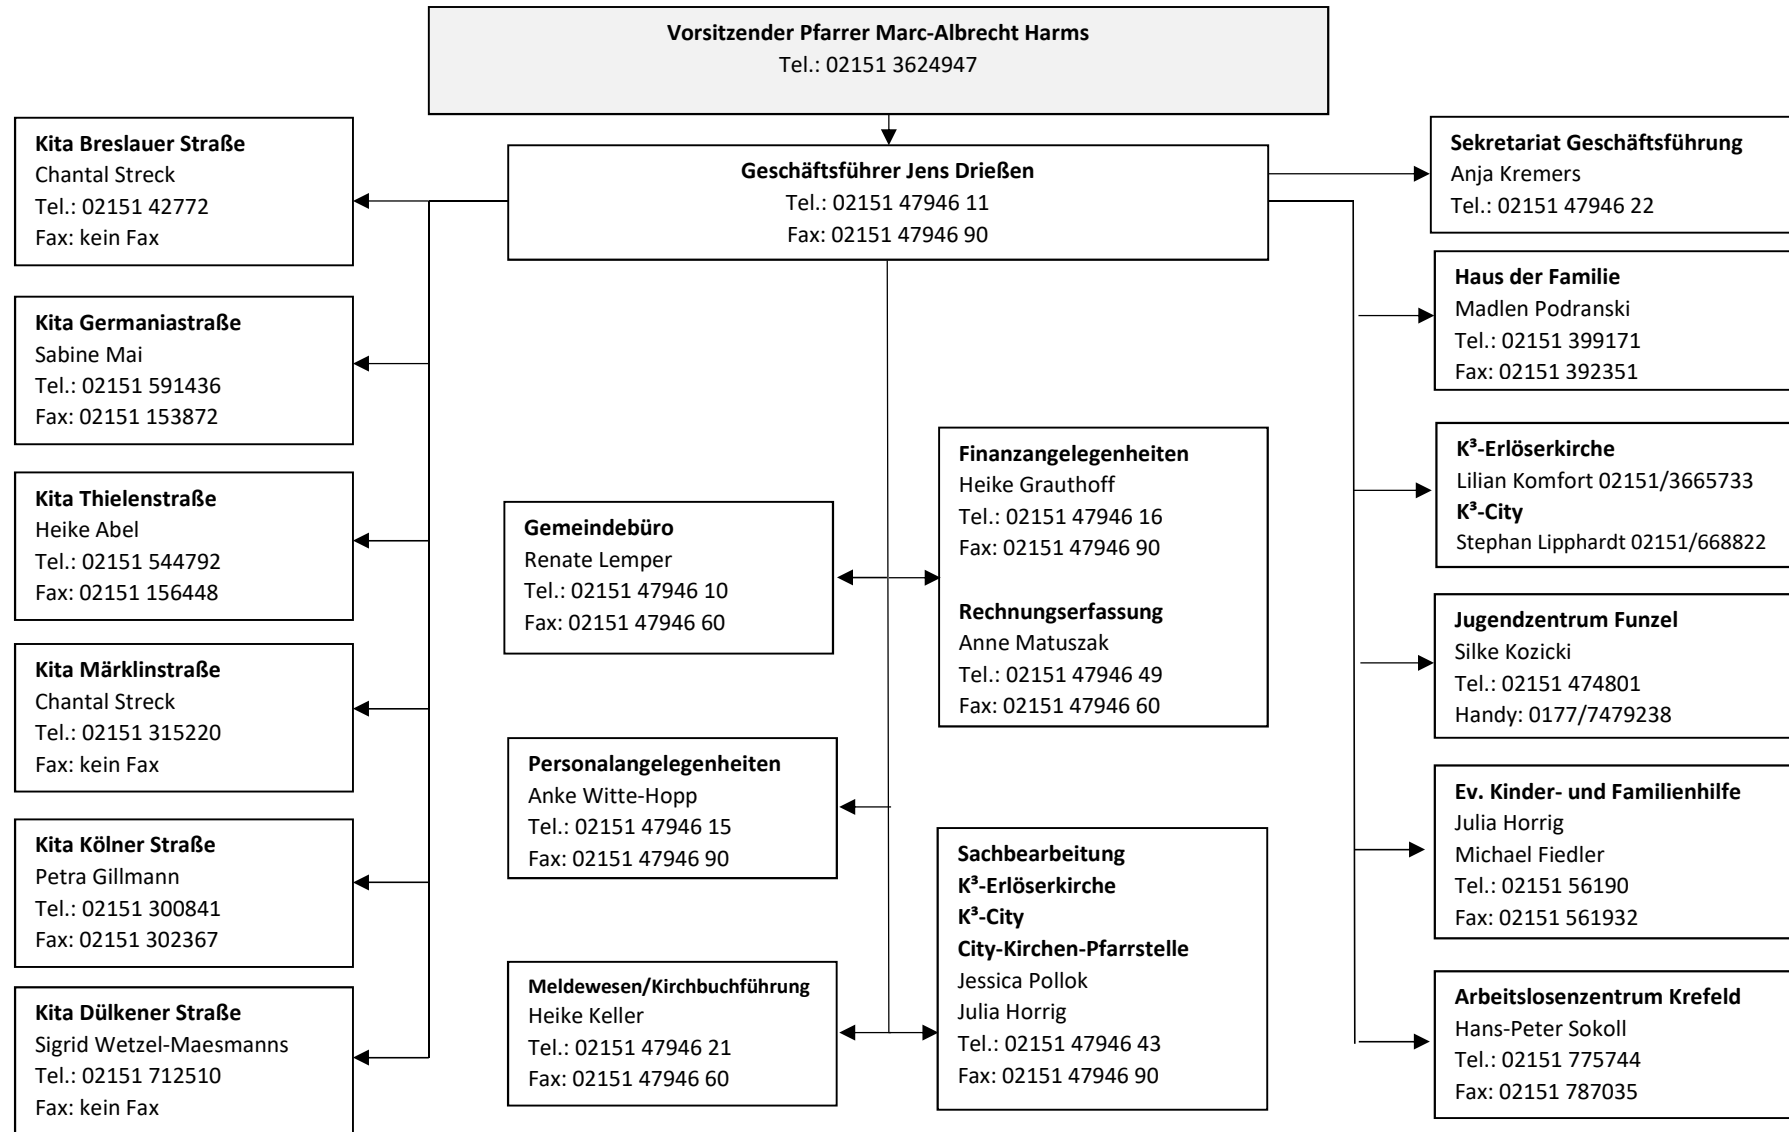 Vorsitzender Pfarrer Marc-Albrecht Harms
Tel.: 02151 3624947
Geschäftsführer Jens Drießen
Tel.: 02151 47946 11
Fax: 02151 47946 90
Kita Breslauer Straße
Chantal Streck
Tel.: 02151 42772
Fax: kein Fax
Kita Germaniastraße
Sabine Mai
Tel.: 02151 591436
Fax: 02151 153872
Kita Thielenstraße
Heike Abel
Tel.: 02151 544792
Fax: 02151 156448
Kita Märklinstraße
Chantal Streck
Tel.: 02151 315220
Fax: kein Fax
Kita Kölner Straße
Petra Gillmann
Tel.: 02151 300841
Fax: 02151 302367
Kita Dülkener Straße
Sigrid Wetzel-Maesmanns
Tel.: 02151 712510
Fax: kein Fax
Gemeindebüro
Renate Lemper
Tel.: 02151 47946 10
Fax: 02151 47946 60
Personalangelegenheiten
Anke Witte-Hopp
Tel.: 02151 47946 15
Fax: 02151 47946 90
Meldewesen/Kirchbuchführung
Heike Keller
Tel.: 02151 47946 21
Fax: 02151 47946 60
Finanzangelegenheiten
Heike Grauthoff
Tel.: 02151 47946 16
Fax: 02151 47946 90
Rechnungserfassung
Anne Matuszak
Tel.: 02151 47946 49
Fax: 02151 47946 60
Sachbearbeitung
K³-Erlöserkirche
K³-City
City-Kirchen-Pfarrstelle
Jessica Pollok
Julia Horrig
Tel.: 02151 47946 43
Fax: 02151 47946 90
Sekretariat Geschäftsführung
Anja Kremers
Tel.: 02151 47946 22
Haus der Familie
Madlen Podranski
Tel.: 02151 399171
Fax: 02151 392351
K³-Erlöserkirche
Lilian Komfort 02151/3665733
K³-City
Stephan Lipphardt 02151/668822
Jugendzentrum Funzel
Silke Kozicki
Tel.: 02151 474801
Handy: 0177/7479238
Ev. Kinder- und Familienhilfe
Julia Horrig
Michael Fiedler
Tel.: 02151 56190
Fax: 02151 561932
Arbeitslosenzentrum Krefeld
Hans-Peter Sokoll
Tel.: 02151 775744
Fax: 02151 787035